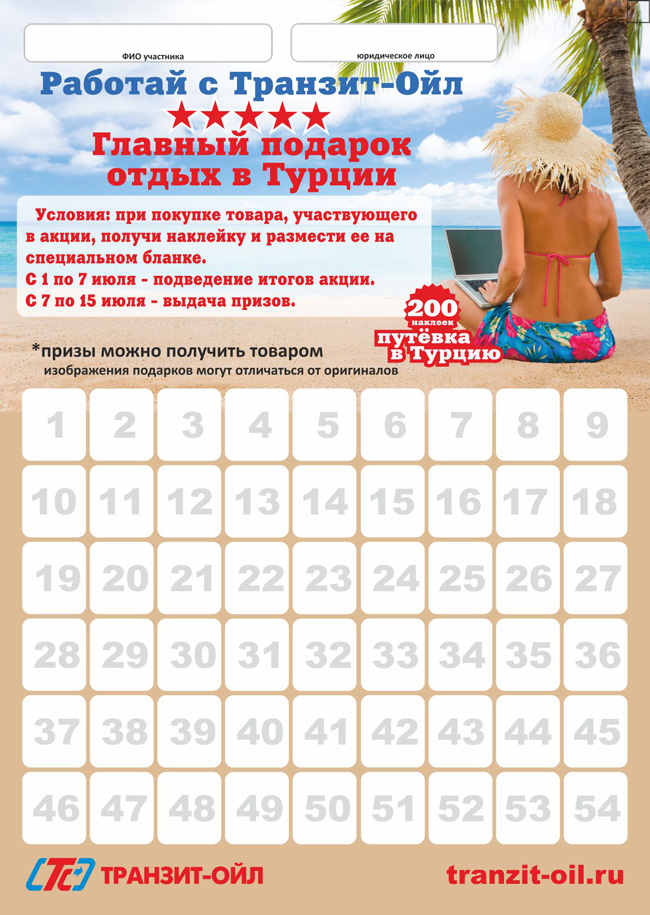 ФИО участника
юридическое лицо
Работай с Транзит-Ойл
Главный подарок
отдых в Турции
Условия: при покупке товара, участвующего
в акции, получи наклейку и размести ее на
специальном бланке.
С 1 по 7 июля - подведение итогов акции.
С 7 по 15 июля - выдача призов.
200
наклеек
путёвка
в Турцию
*призы можно получить товаром
изображения подарков могут отличаться от оригиналов
1 2 3 4 5 6 7 8 9
10 11 12 13 14 15 16 17 18
19 20 21 22 23 24 25 26 27
28 29 30 31 32 33 34 35 36
37 38 39 40 41 42 43 44 45
46 47 48 49 50 51 52 53 54
ТС ТРАНЗИТ-ОЙЛ
tranzit-oil.ru